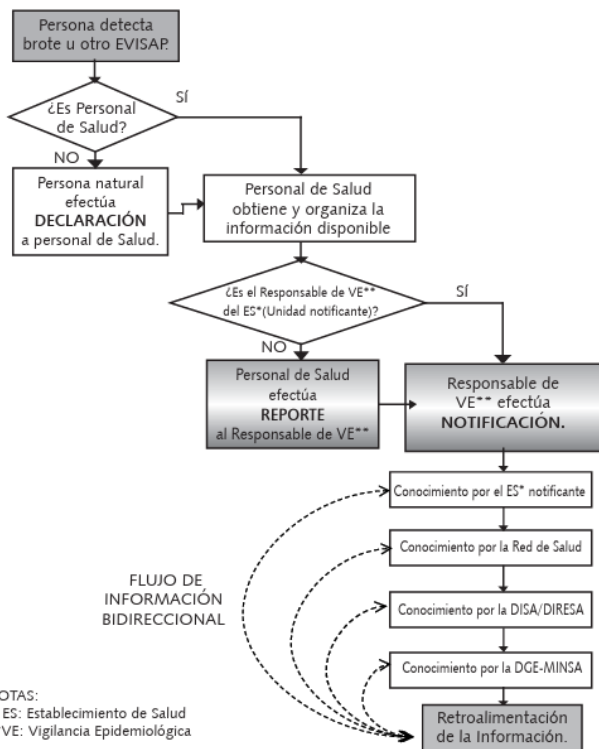 Persona detecta
brote u otro EVISAP.
¿Es Personal
de Salud?
SÍ
NO
Persona natural
efectúa
DECLARACIÓN
a personal de Salud.
Personal de Salud
obtiene y organiza la
información disponible
¿Es el Responsable de VE**
del ES*(Unidad notificante)?
SÍ
NO
Personal de Salud
efectúa
REPORTE
al Responsable de VE**
Responsable de
VE** efectúa
NOTIFICACIÓN.
Conocimiento por el ES* notificante
Conocimiento por la Red de Salud
Conocimiento por la DISA/DIRESA
Conocimiento por la DGE-MINSA
Retroalimentación
de la Información.
FLUJO DE
INFORMACIÓN
BIDIRECCIONAL
OTAS:
ES: Establecimiento de Salud
*VE: Vigilancia Epidemiológica